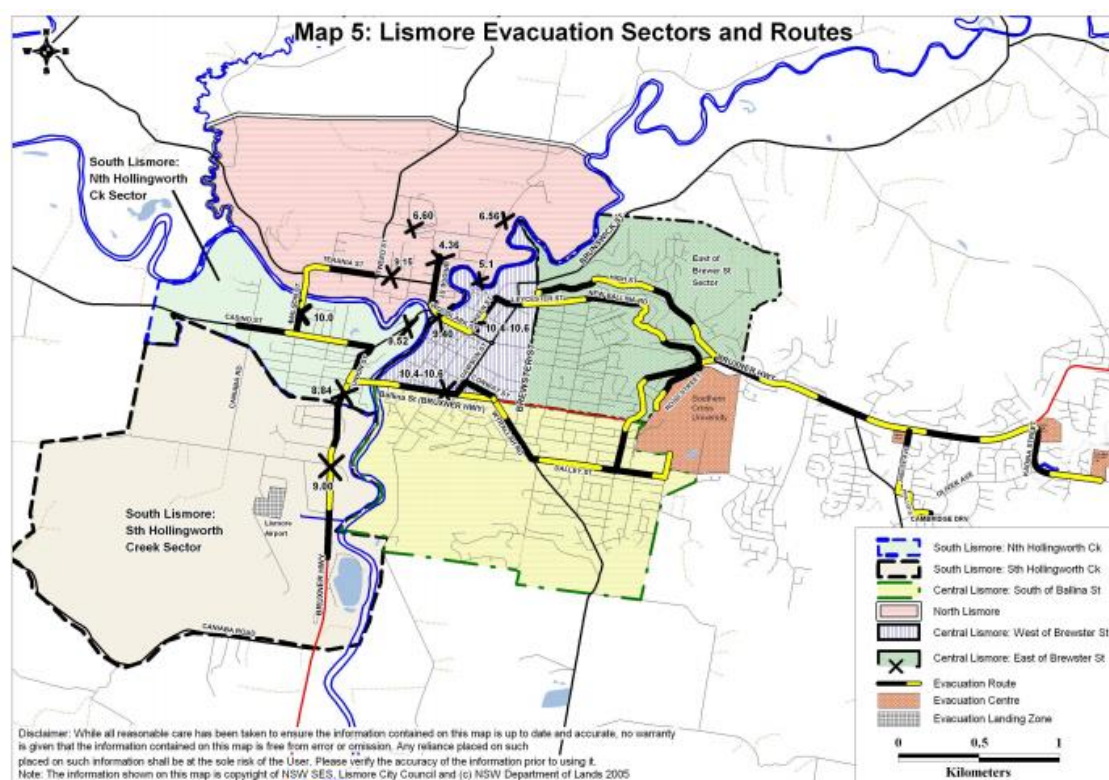 Map 5: Lismore Evacuation Sectors and Routes
South Lismore:
Nth Hollingworth
Ck Sector
6.60
6.56
4.36
9.15
5.1
TERANIA ST
BRUNSWICK ST
East of
Brewer St
Sector
HIGH ST
LEYCESTER ST
NEW BALLINA RD
CASINO ST
10.0
9.52
9.40
10.4-10.6
BREWSTER ST
BRUXNER HWY
8.84
10.4-10.6
Ballina St (BRUXNER HWY)
Southern
Cross
University
CANIABA RD
DALLEY ST
9.00
South Lismore:
Sth Hollingworth
Creek Sector
Lismore
Airport
OLIVER AVE
CAMBRIDGE DRV
KADINA STREET
BRUXNER HWY
CANIABA ROAD
South Lismore: Nth Hollingworth Ck
South Lismore: Sth Hollingworth Ck
Central Lismore: South of Ballina St
North Lismore
Central Lismore: West of Brewster St
Central Lismore: East of Brewster St
Evacuation Route
Evacuation Centre
Evacuation Landing Zone
0 0.5 1
Kilometers
Disclaimer: While all reasonable care has been taken to ensure the information contained on this map is up to date and accurate, no warranty
is given that the information contained on this map is free from error or omission. Any reliance placed on such
placed on such information shall be at the sole risk of the User. Please verify the accuracy of the information prior to using it.
Note: The information shown on this map is copyright of NSW SES, Lismore City Council and (c) NSW Department of Lands 2005